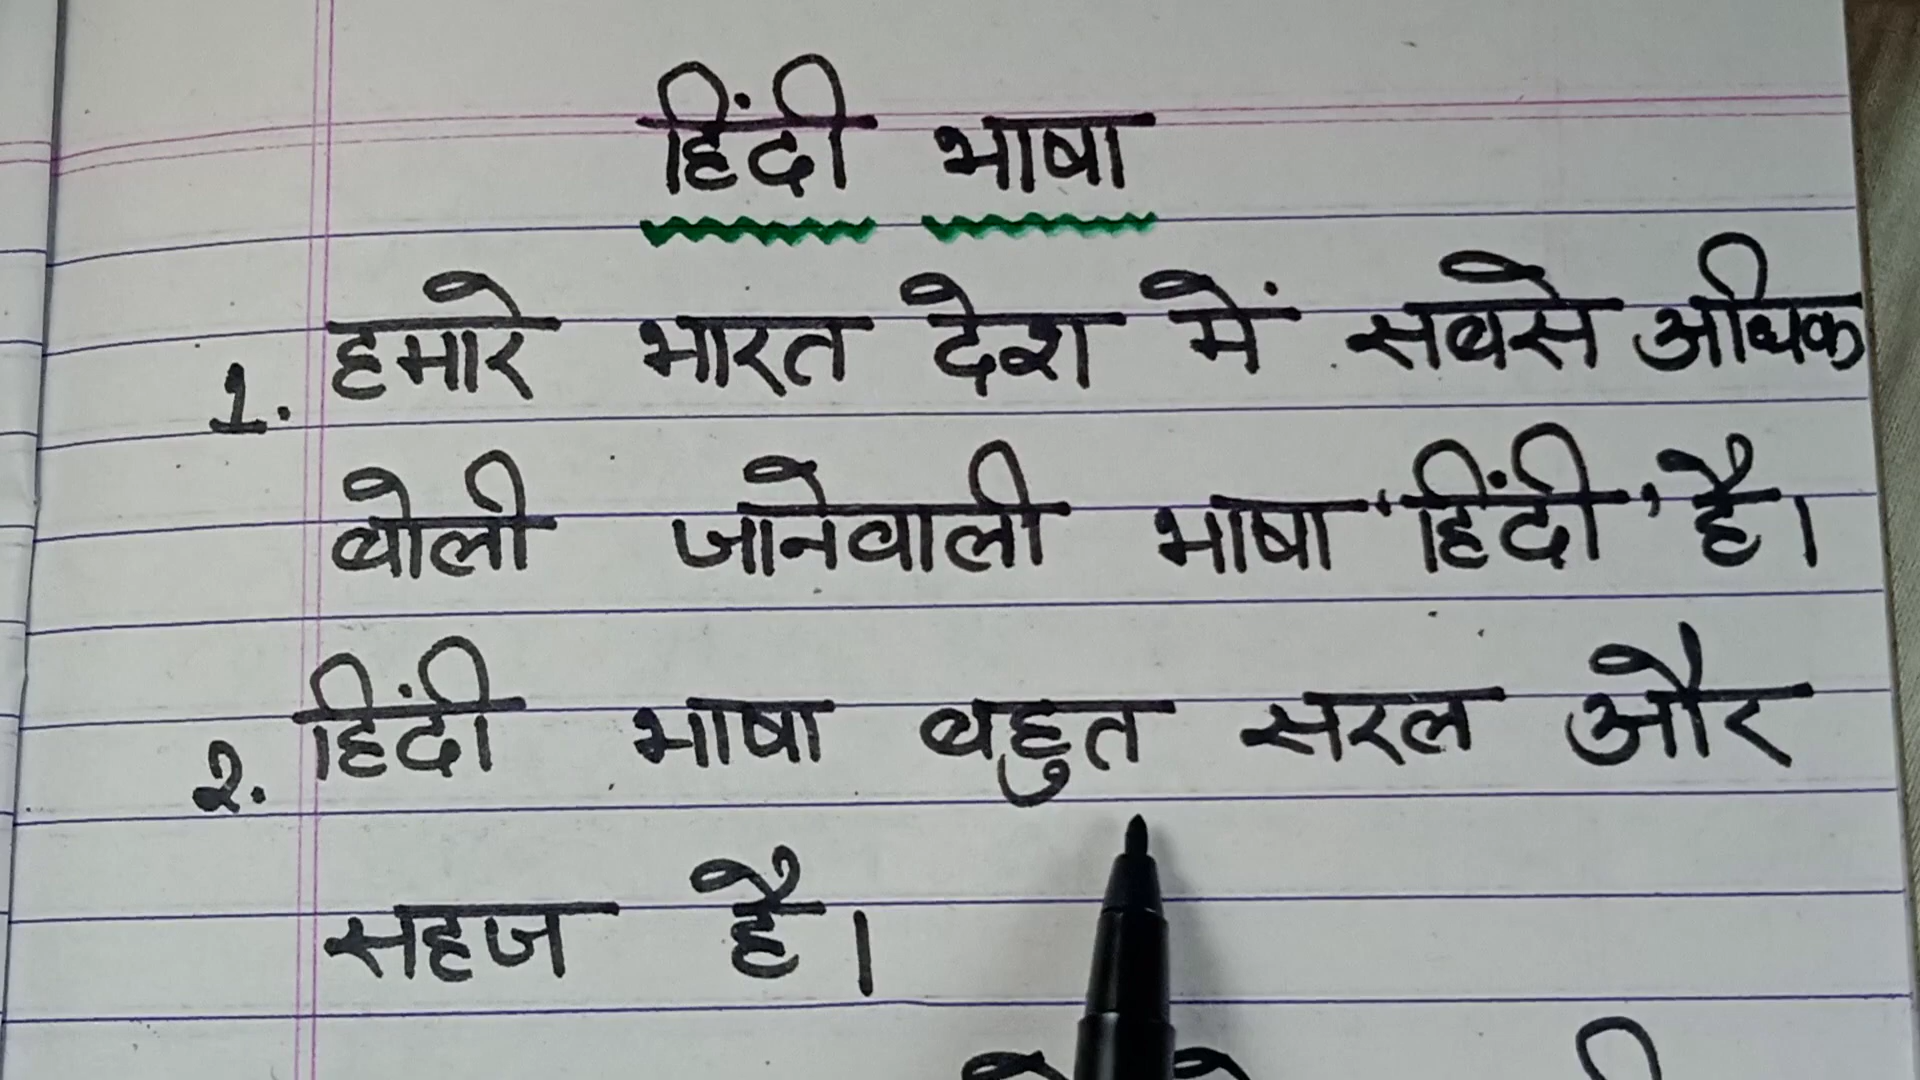 हिंदी भाषा
1. हमारे भारत देश में सबसे अधिक
बोली जानेवाली भाषा 'हिंदी' है।
2. हिंदी भाषा बहुत सरल और
सहज है।